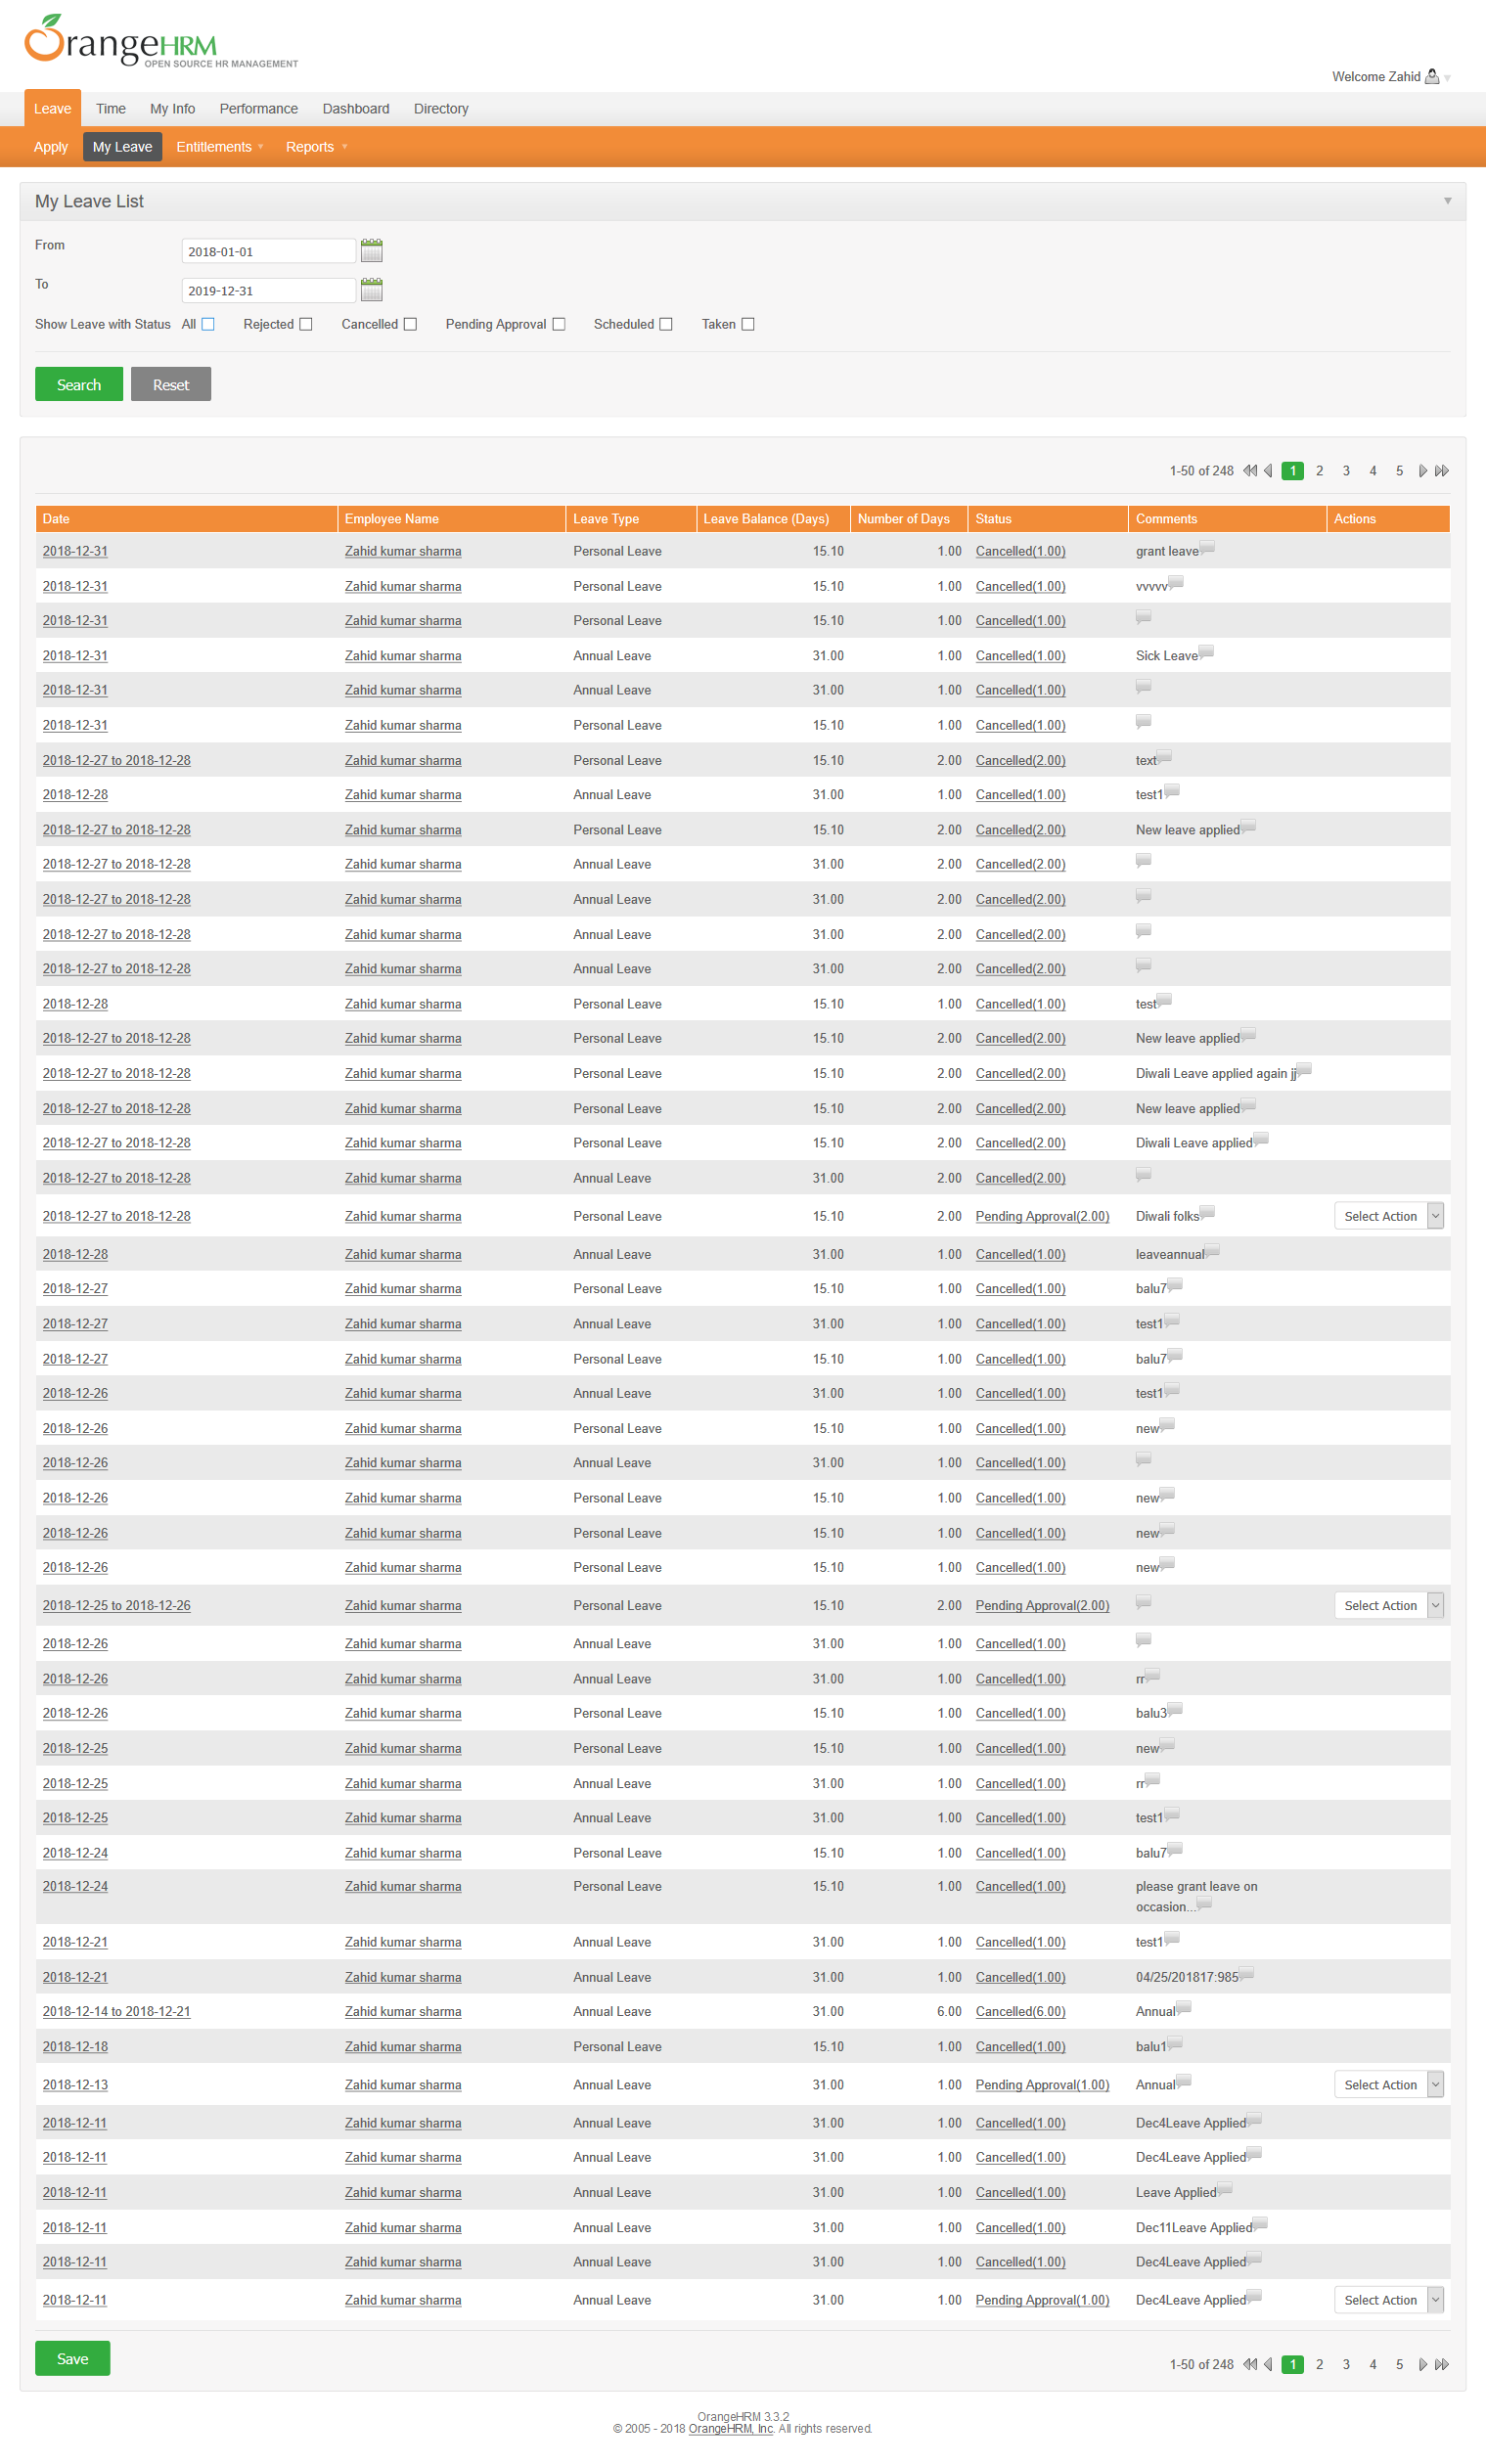 OrangeHRM
OPEN SOURCE HR MANAGEMENT
Welcome Zahid
Leave Time My Info Performance Dashboard Directory
Apply My Leave Entitlements Reports
My Leave List
From 2018-01-01
To 2019-12-31
Show Leave with Status All Rejected Cancelled Pending Approval Scheduled Taken
Search Reset
1-50 of 248 1 2 3 4 5
Date Employee Name Leave Type Leave Balance (Days) Number of Days Status Comments Actions
2018-12-31 Zahid kumar sharma Personal Leave 15.10 1.00 Cancelled(1.00) grant leave
2018-12-31 Zahid kumar sharma Personal Leave 15.10 1.00 Cancelled(1.00) vvvvv
2018-12-31 Zahid kumar sharma Personal Leave 15.10 1.00 Cancelled(1.00)
2018-12-31 Zahid kumar sharma Annual Leave 31.00 1.00 Cancelled(1.00) Sick Leave
2018-12-31 Zahid kumar sharma Annual Leave 31.00 1.00 Cancelled(1.00)
2018-12-31 Zahid kumar sharma Personal Leave 15.10 1.00 Cancelled(1.00)
2018-12-27 to 2018-12-28 Zahid kumar sharma Personal Leave 15.10 2.00 Cancelled(2.00) text
2018-12-28 Zahid kumar sharma Annual Leave 31.00 1.00 Cancelled(1.00) test1
2018-12-27 to 2018-12-28 Zahid kumar sharma Personal Leave 15.10 2.00 Cancelled(2.00) New leave applied
2018-12-27 to 2018-12-28 Zahid kumar sharma Annual Leave 31.00 2.00 Cancelled(2.00)
2018-12-27 to 2018-12-28 Zahid kumar sharma Annual Leave 31.00 2.00 Cancelled(2.00)
2018-12-27 to 2018-12-28 Zahid kumar sharma Annual Leave 31.00 2.00 Cancelled(2.00)
2018-12-27 to 2018-12-28 Zahid kumar sharma Annual Leave 31.00 2.00 Cancelled(2.00)
2018-12-28 Zahid kumar sharma Personal Leave 15.10 1.00 Cancelled(1.00) test
2018-12-27 to 2018-12-28 Zahid kumar sharma Personal Leave 15.10 2.00 Cancelled(2.00) New leave applied
2018-12-27 to 2018-12-28 Zahid kumar sharma Personal Leave 15.10 2.00 Cancelled(2.00) Diwali Leave applied again jj
2018-12-27 to 2018-12-28 Zahid kumar sharma Personal Leave 15.10 2.00 Cancelled(2.00) New leave applied
2018-12-27 to 2018-12-28 Zahid kumar sharma Personal Leave 15.10 2.00 Cancelled(2.00) Diwali Leave applied
2018-12-27 to 2018-12-28 Zahid kumar sharma Annual Leave 31.00 2.00 Cancelled(2.00)
2018-12-27 to 2018-12-28 Zahid kumar sharma Personal Leave 15.10 2.00 Pending Approval(2.00) Diwali folks Select Action
2018-12-28 Zahid kumar sharma Annual Leave 31.00 1.00 Cancelled(1.00) leaveannual
2018-12-27 Zahid kumar sharma Personal Leave 15.10 1.00 Cancelled(1.00) balu7
2018-12-27 Zahid kumar sharma Annual Leave 31.00 1.00 Cancelled(1.00) test1
2018-12-27 Zahid kumar sharma Personal Leave 15.10 1.00 Cancelled(1.00) balu7
2018-12-26 Zahid kumar sharma Annual Leave 31.00 1.00 Cancelled(1.00) test1
2018-12-26 Zahid kumar sharma Personal Leave 15.10 1.00 Cancelled(1.00) new
2018-12-26 Zahid kumar sharma Annual Leave 31.00 1.00 Cancelled(1.00)
2018-12-26 Zahid kumar sharma Personal Leave 15.10 1.00 Cancelled(1.00) new
2018-12-26 Zahid kumar sharma Personal Leave 15.10 1.00 Cancelled(1.00) new
2018-12-26 Zahid kumar sharma Personal Leave 15.10 1.00 Cancelled(1.00) new
2018-12-25 to 2018-12-26 Zahid kumar sharma Personal Leave 15.10 2.00 Pending Approval(2.00) Select Action
2018-12-26 Zahid kumar sharma Annual Leave 31.00 1.00 Cancelled(1.00)
2018-12-26 Zahid kumar sharma Annual Leave 31.00 1.00 Cancelled(1.00) rr
2018-12-26 Zahid kumar sharma Personal Leave 15.10 1.00 Cancelled(1.00) balu3
2018-12-25 Zahid kumar sharma Personal Leave 15.10 1.00 Cancelled(1.00) new
2018-12-25 Zahid kumar sharma Annual Leave 31.00 1.00 Cancelled(1.00) rr
2018-12-25 Zahid kumar sharma Annual Leave 31.00 1.00 Cancelled(1.00) test1
2018-12-24 Zahid kumar sharma Personal Leave 15.10 1.00 Cancelled(1.00) balu7
2018-12-24 Zahid kumar sharma Personal Leave 15.10 1.00 Cancelled(1.00) please grant leave on
occasion...
2018-12-21 Zahid kumar sharma Annual Leave 31.00 1.00 Cancelled(1.00) test1
2018-12-21 Zahid kumar sharma Annual Leave 31.00 1.00 Cancelled(1.00) 04/25/201817:985
2018-12-14 to 2018-12-21 Zahid kumar sharma Annual Leave 31.00 6.00 Cancelled(6.00) Annual
2018-12-18 Zahid kumar sharma Personal Leave 15.10 1.00 Cancelled(1.00) balu1
2018-12-13 Zahid kumar sharma Annual Leave 31.00 1.00 Pending Approval(1.00) Annual Select Action
2018-12-11 Zahid kumar sharma Annual Leave 31.00 1.00 Cancelled(1.00) Dec4Leave Applied
2018-12-11 Zahid kumar sharma Annual Leave 31.00 1.00 Cancelled(1.00) Dec4Leave Applied
2018-12-11 Zahid kumar sharma Annual Leave 31.00 1.00 Cancelled(1.00) Leave Applied
2018-12-11 Zahid kumar sharma Annual Leave 31.00 1.00 Cancelled(1.00) Dec11Leave Applied
2018-12-11 Zahid kumar sharma Annual Leave 31.00 1.00 Cancelled(1.00) Dec4Leave Applied
2018-12-11 Zahid kumar sharma Annual Leave 31.00 1.00 Pending Approval(1.00) Dec4Leave Applied Select Action
Save
1-50 of 248 1 2 3 4 5
OrangeHRM 3.3.2
© 2005 - 2018 OrangeHRM, Inc. All rights reserved.